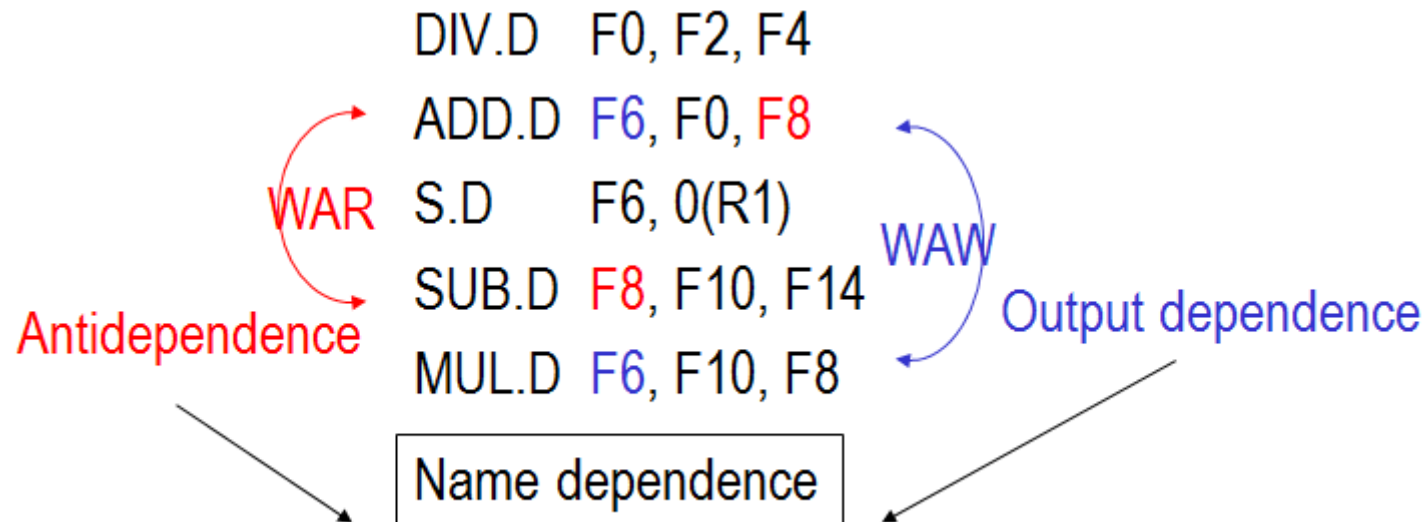 DIV.D F0, F2, F4
ADD.D F6, F0, F8
WAR S.D F6, 0(R1)
WAW
SUB.D F8, F10, F14
Antidependence
Output dependence
MUL.D F6, F10, F8
Name dependence